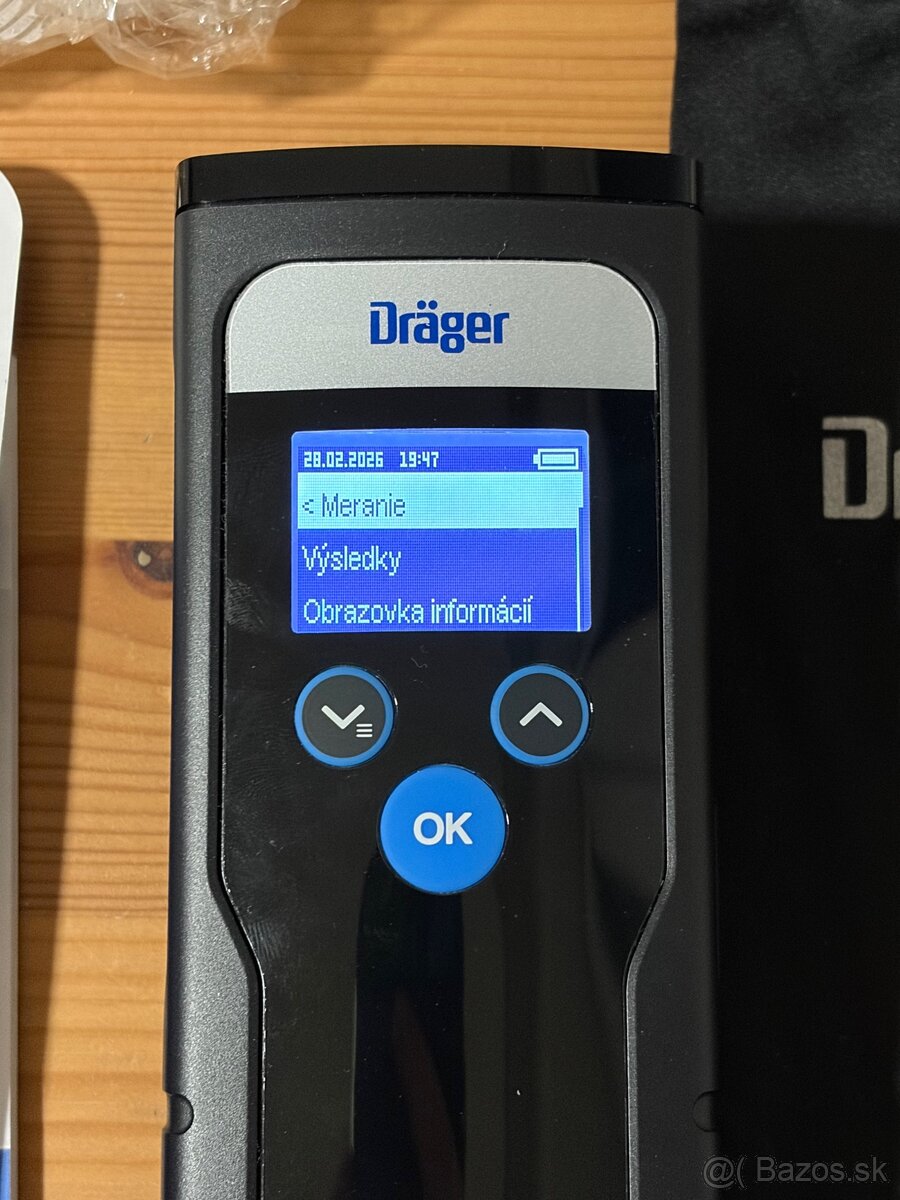 Dräger
28.02.2026 19:47
< Meranie
Výsledky
Obrazovka informácií
OK
@( Bazos.sk